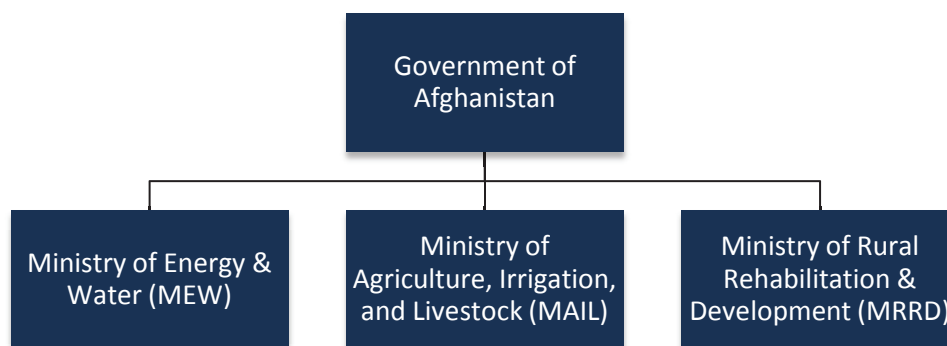 Government of
Afghanistan
Ministry of Energy &
Water (MEW)
Ministry of
Agriculture, Irrigation,
and Livestock (MAIL)
Ministry of Rural
Rehabilitation &
Development (MRRD)